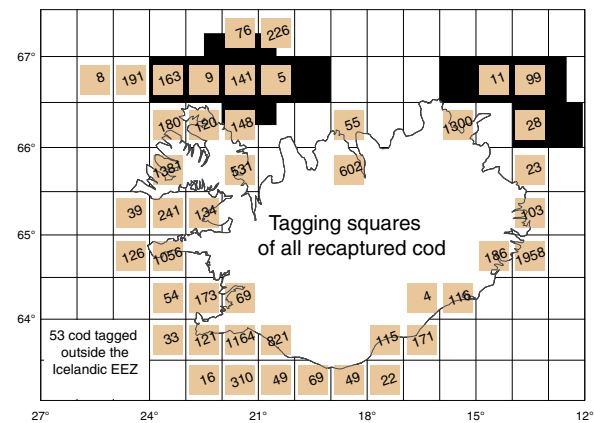 76 226
67°
8 191 163 9 141 5 11 99
180 120 148 55 1300 28
66°
1383 531 602 23
39 241 134 103
Tagging squares
of all recaptured cod
65°
126 1056 186 1958
54 173 69 4 116
64°
53 cod tagged
outside the
Icelandic EEZ
33 121 1164 821 115 171
16 310 49 69 49 22
27° 24° 21° 18° 15° 12°